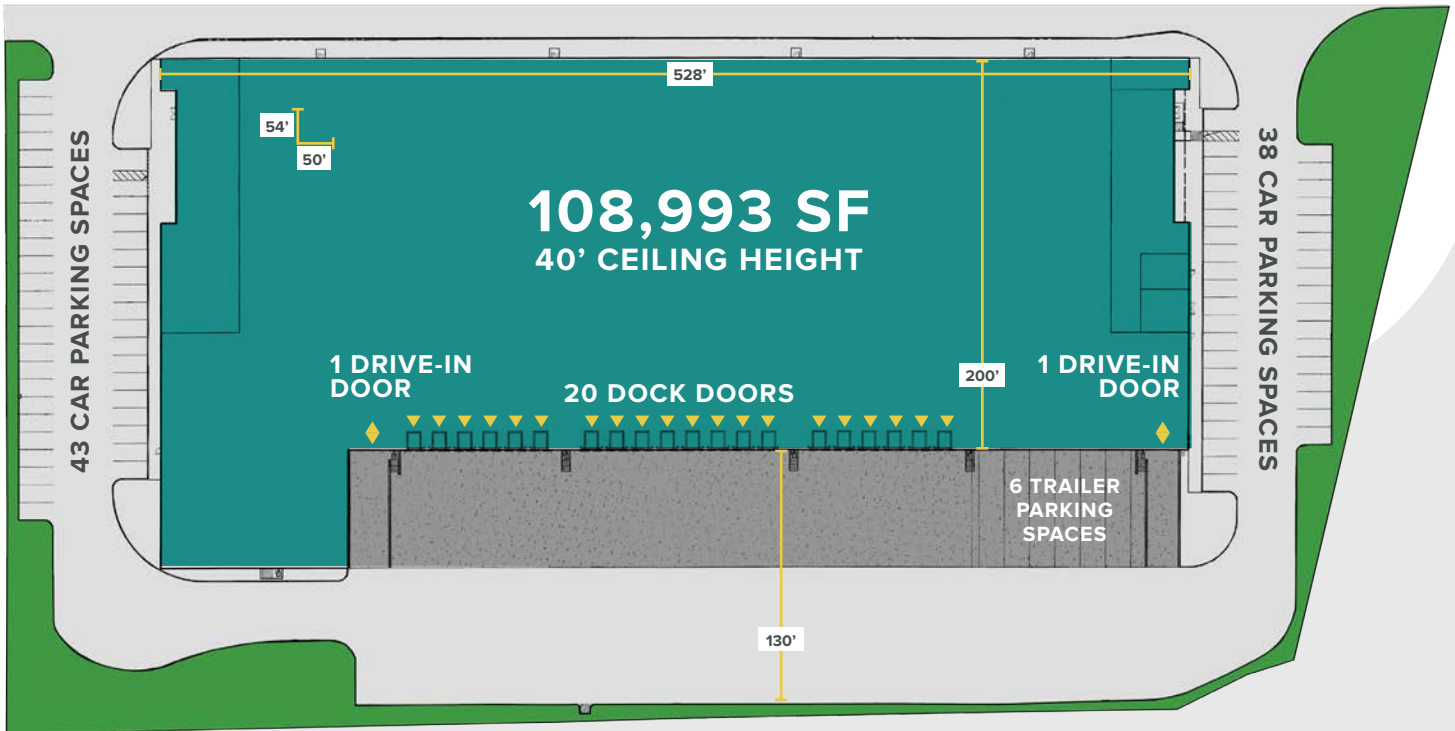 528’
54’
50’
43 CAR PARKING SPACES
38 CAR PARKING SPACES
108,993 SF
40’ CEILING HEIGHT
1 DRIVE-IN
DOOR
20 DOCK DOORS
200’
1 DRIVE-IN
DOOR
6 TRAILER
PARKING
SPACES
130’